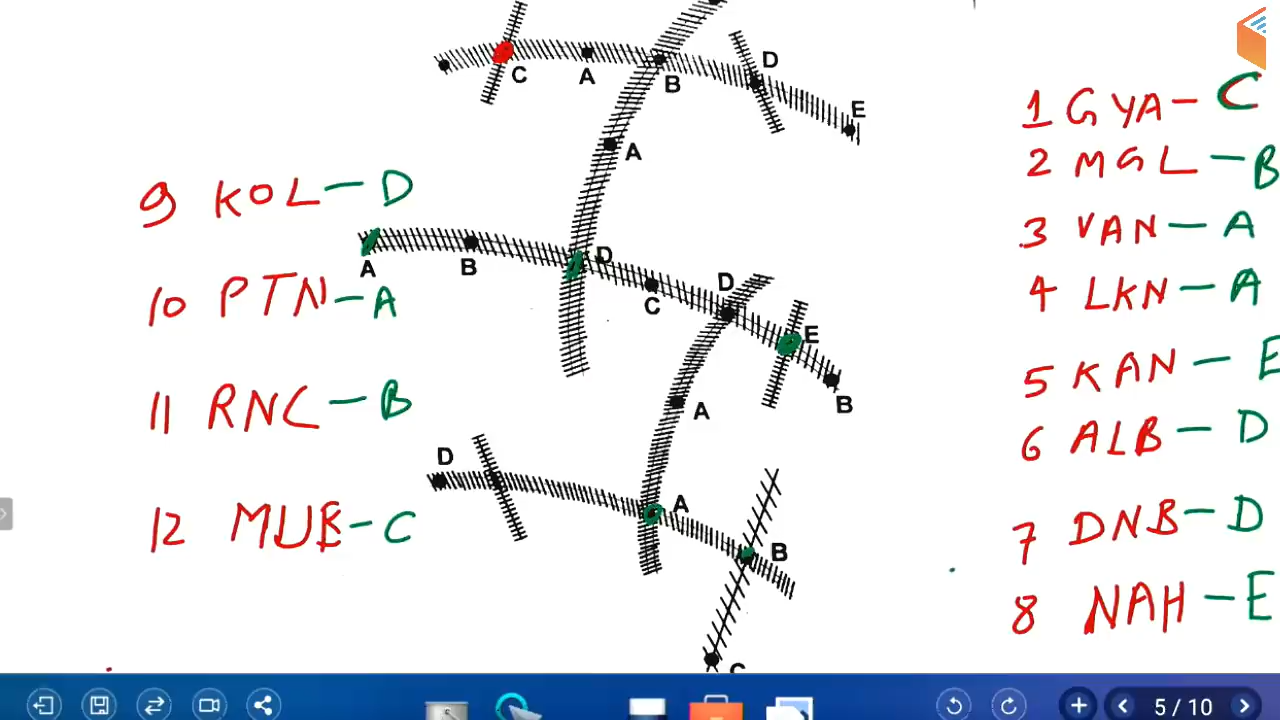 C
A
B
D
E
A
A
B
D
C
D
E
B
A
D
A
B
C
1 GYA - C
2 MGL - B
3 VAN - A
4 LKN - A
5 KAN - E
6 ALB - D
7 DNB - D
8 NAH - E
9 KOL - D
10 PTN - A
11 RNC - B
12 MUB - C
5 / 10